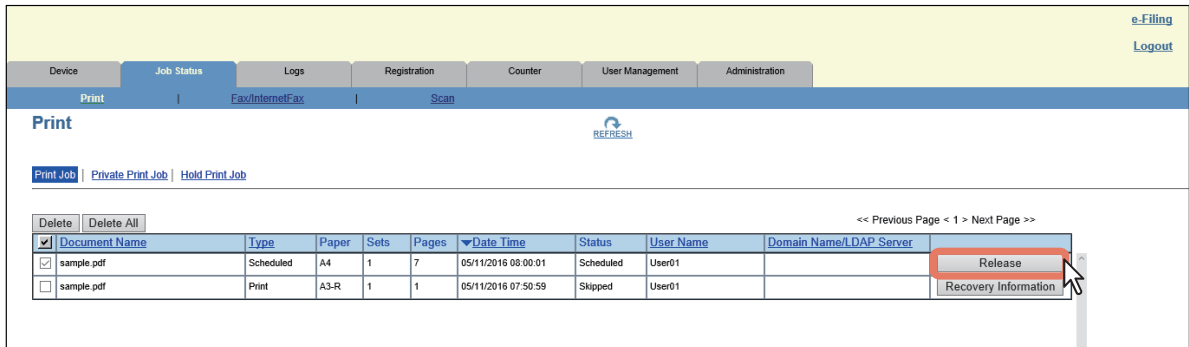 e-Filing
Logout
Device Job Status Logs Registration Counter User Management Administration
Print | Fax/InternetFax | Scan
Print
REFRESH
Print Job | Private Print Job | Hold Print Job
Delete Delete All << Previous Page < 1 > Next Page >>
Document Name Type Paper Sets Pages Date Time Status User Name Domain Name/LDAP Server
sample.pdf Scheduled A4 1 7 05/11/2016 08:00:01 Scheduled User01 Release
sample.pdf Print A3-R 1 1 05/11/2016 07:50:59 Skipped User01 Recovery Information